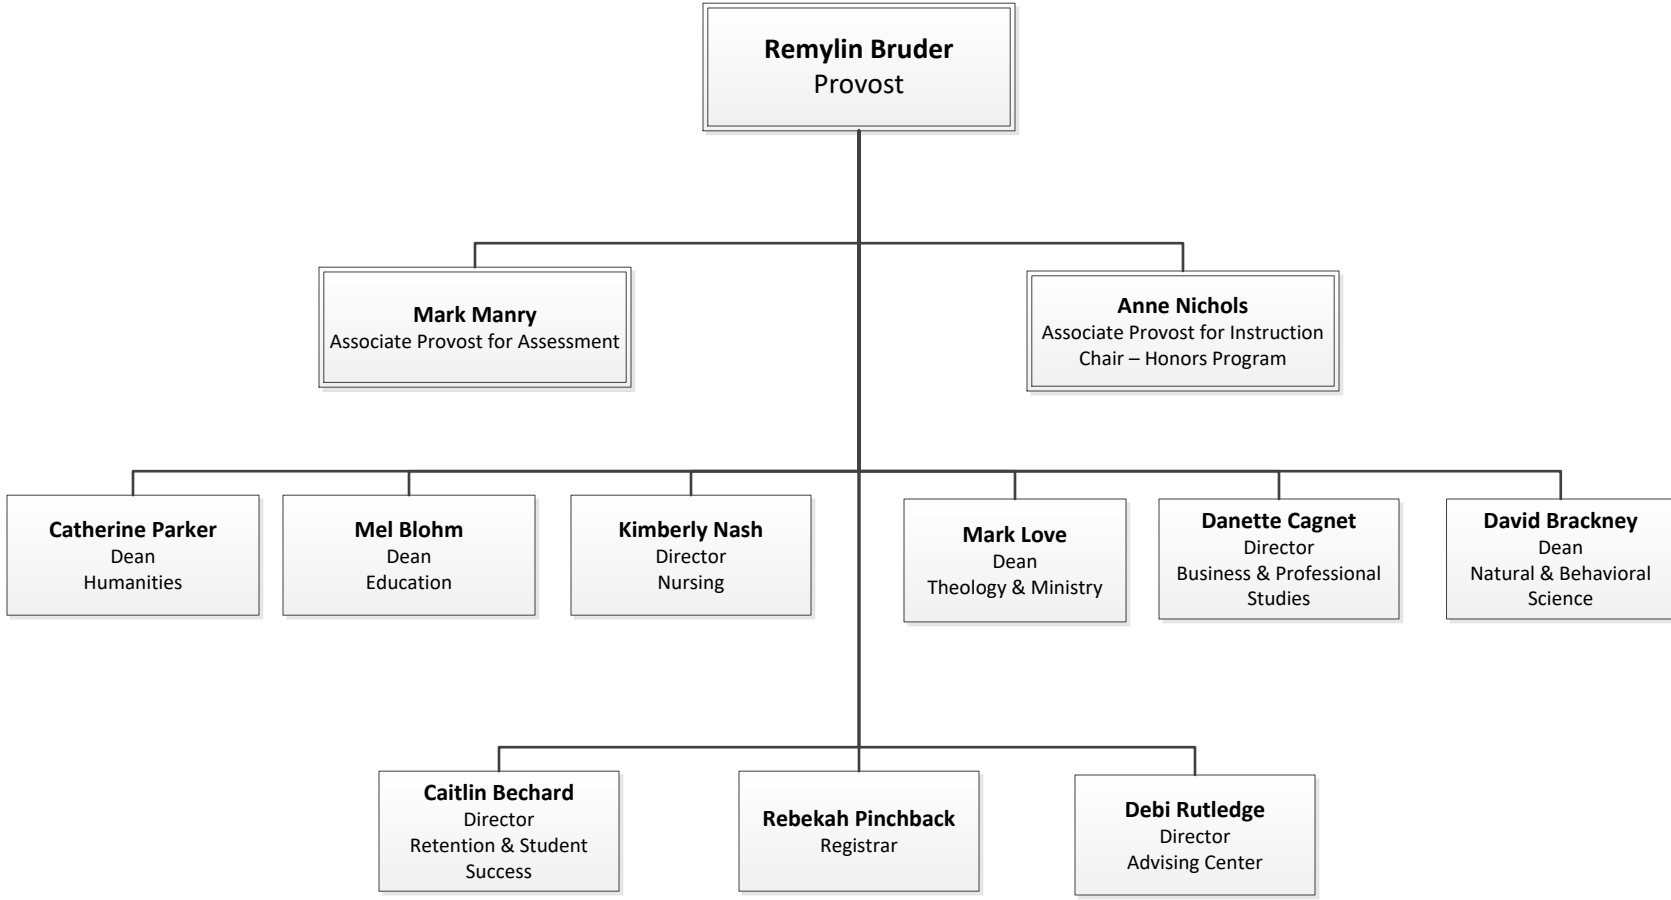 Remylin Bruder
Provost
Mark Manry
Associate Provost for Assessment
Anne Nichols
Associate Provost for Instruction
Chair – Honors Program
Catherine Parker
Dean
Humanities
Mel Blohm
Dean
Education
Kimberly Nash
Director
Nursing
Mark Love
Dean
Theology & Ministry
Danette Cagnet
Director
Business & Professional
Studies
David Brackney
Dean
Natural & Behavioral
Science
Caitlin Bechard
Director
Retention & Student
Success
Rebekah Pinchback
Registrar
Debi Rutledge
Director
Advising Center